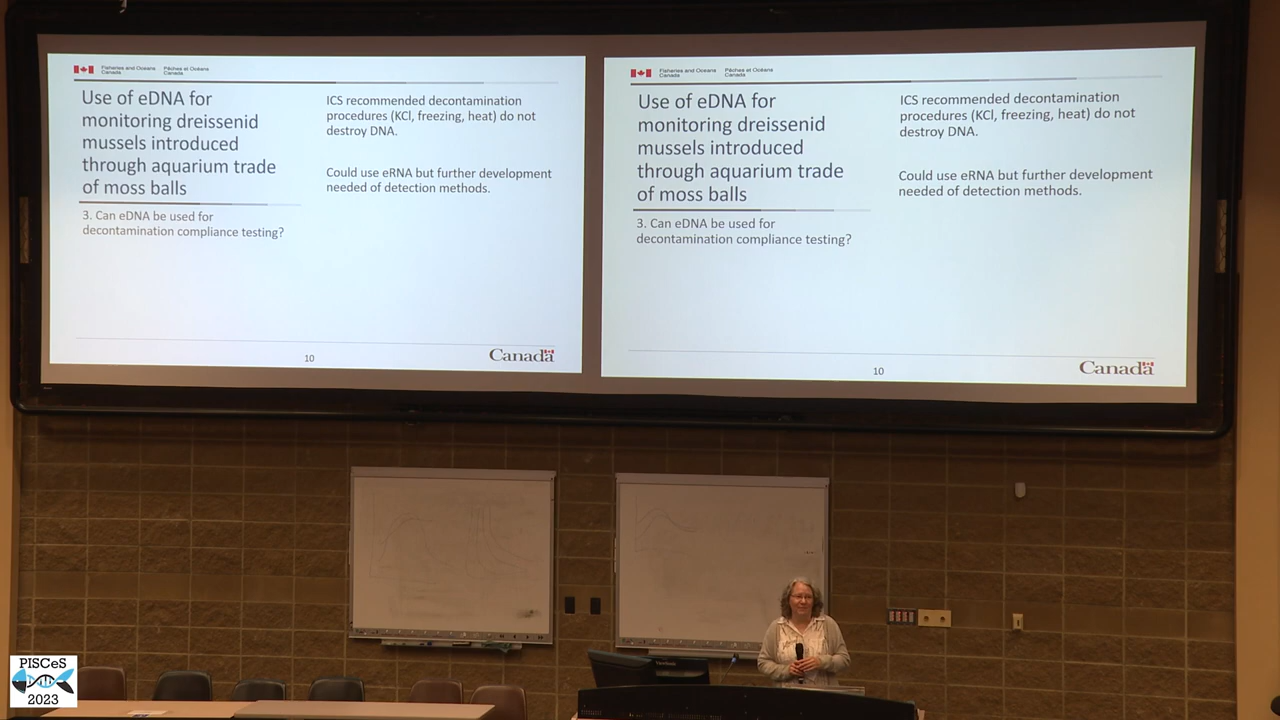 Fisheries and Oceans
Canada
Pêches et Océans
Canada
Use of eDNA for
monitoring dreissenid
mussels introduced
through aquarium trade
of moss balls
3. Can eDNA be used for
decontamination compliance testing?
ICS recommended decontamination
procedures (KCl, freezing, heat) do not
destroy DNA.
Could use eRNA but further development
needed of detection methods.
10
Canada
Fisheries and Oceans
Canada
Pêches et Océans
Canada
Use of eDNA for
monitoring dreissenid
mussels introduced
through aquarium trade
of moss balls
3. Can eDNA be used for
decontamination compliance testing?
ICS recommended decontamination
procedures (KCl, freezing, heat) do not
destroy DNA.
Could use eRNA but further development
needed of detection methods.
10
Canada
PISCeS
2023